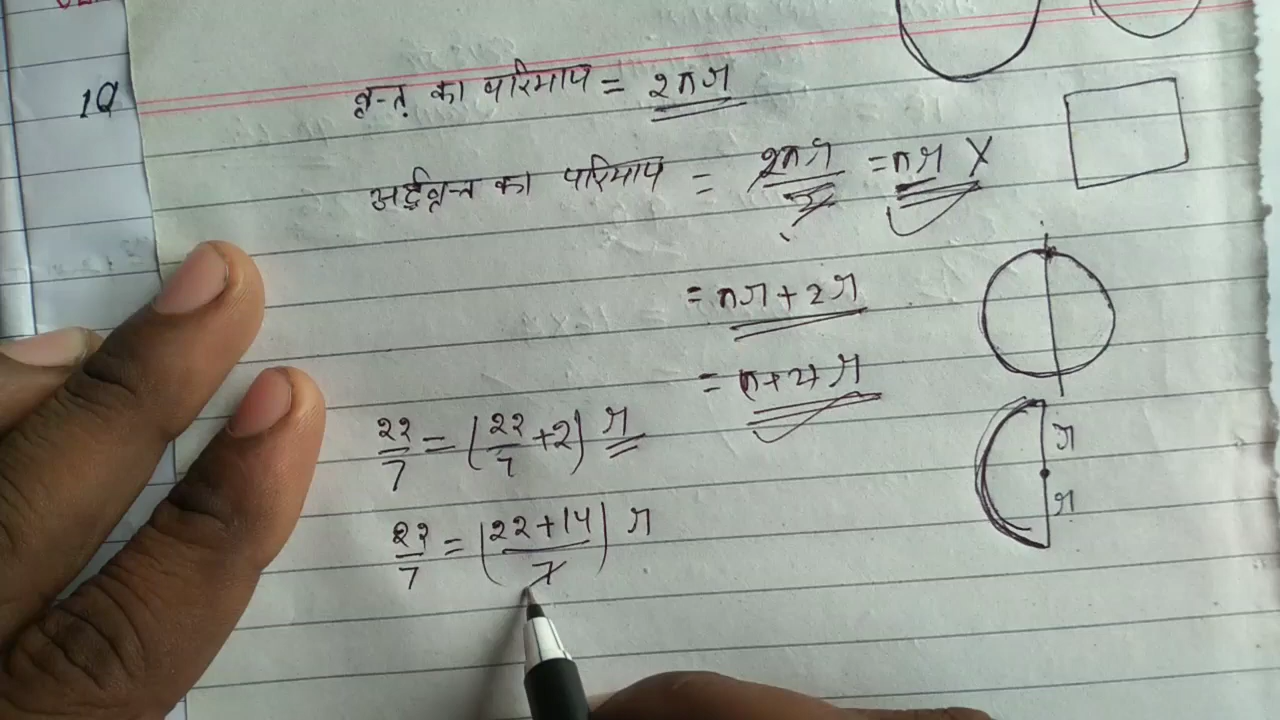 1Q
वृत्त का परिमाप = 2πr
अर्द्धवृत्त का परिमाप = 2πr/2 = πr X
= πr + 2r
= (π+2) r
22/7 = (22/7 + 2) r
22/7 = (22+14/7) r
r
r